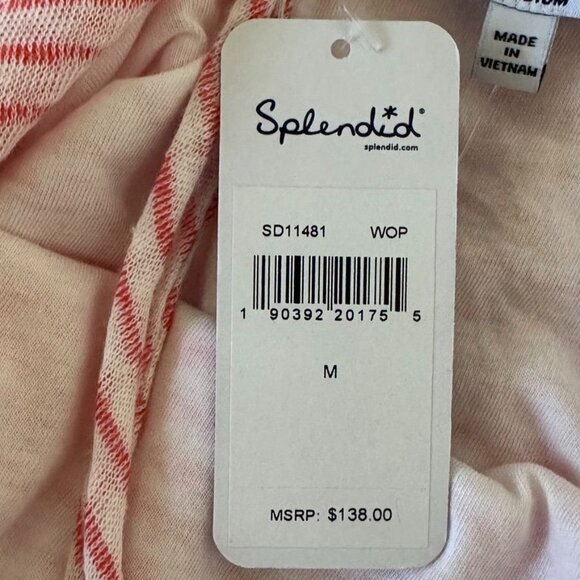 MADE
IN
VIETNAM
Splendid®
splendid.com
SD11481 WOP
1 90392 20175 5
M
MSRP: $138.00